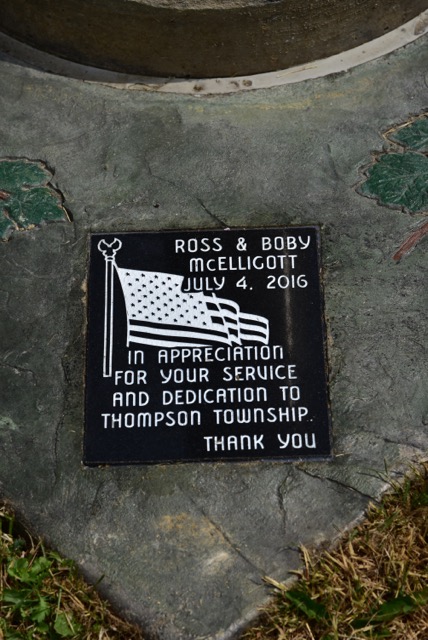 ROSS & BOBY
McELLIGOTT
JULY 4, 2016
IN APPRECIATION
FOR YOUR SERVICE
AND DEDICATION TO
THOMPSON TOWNSHIP.
THANK YOU